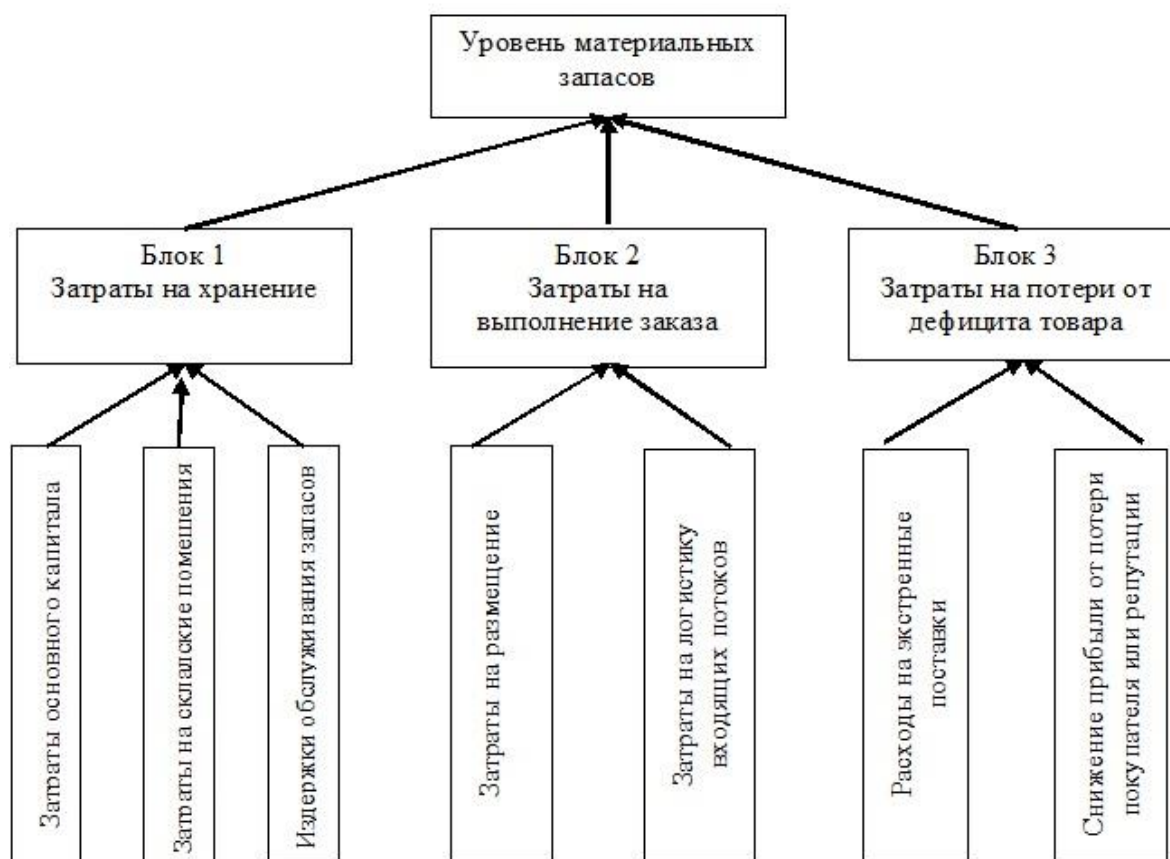 Уровень материальных
запасов
Блок 1
Затраты на хранение
Блок 2
Затраты на
выполнение заказа
Блок 3
Затраты на потери от
дефицита товара
Затраты основного капитала
Затраты на складские помешения
Издержки обслуживания запасов
Затраты на размещение
Затраты на логистику
входящих потоков
Расходы на экстренные
поставки
Снижение прибыли от потери
покупателя или репутации